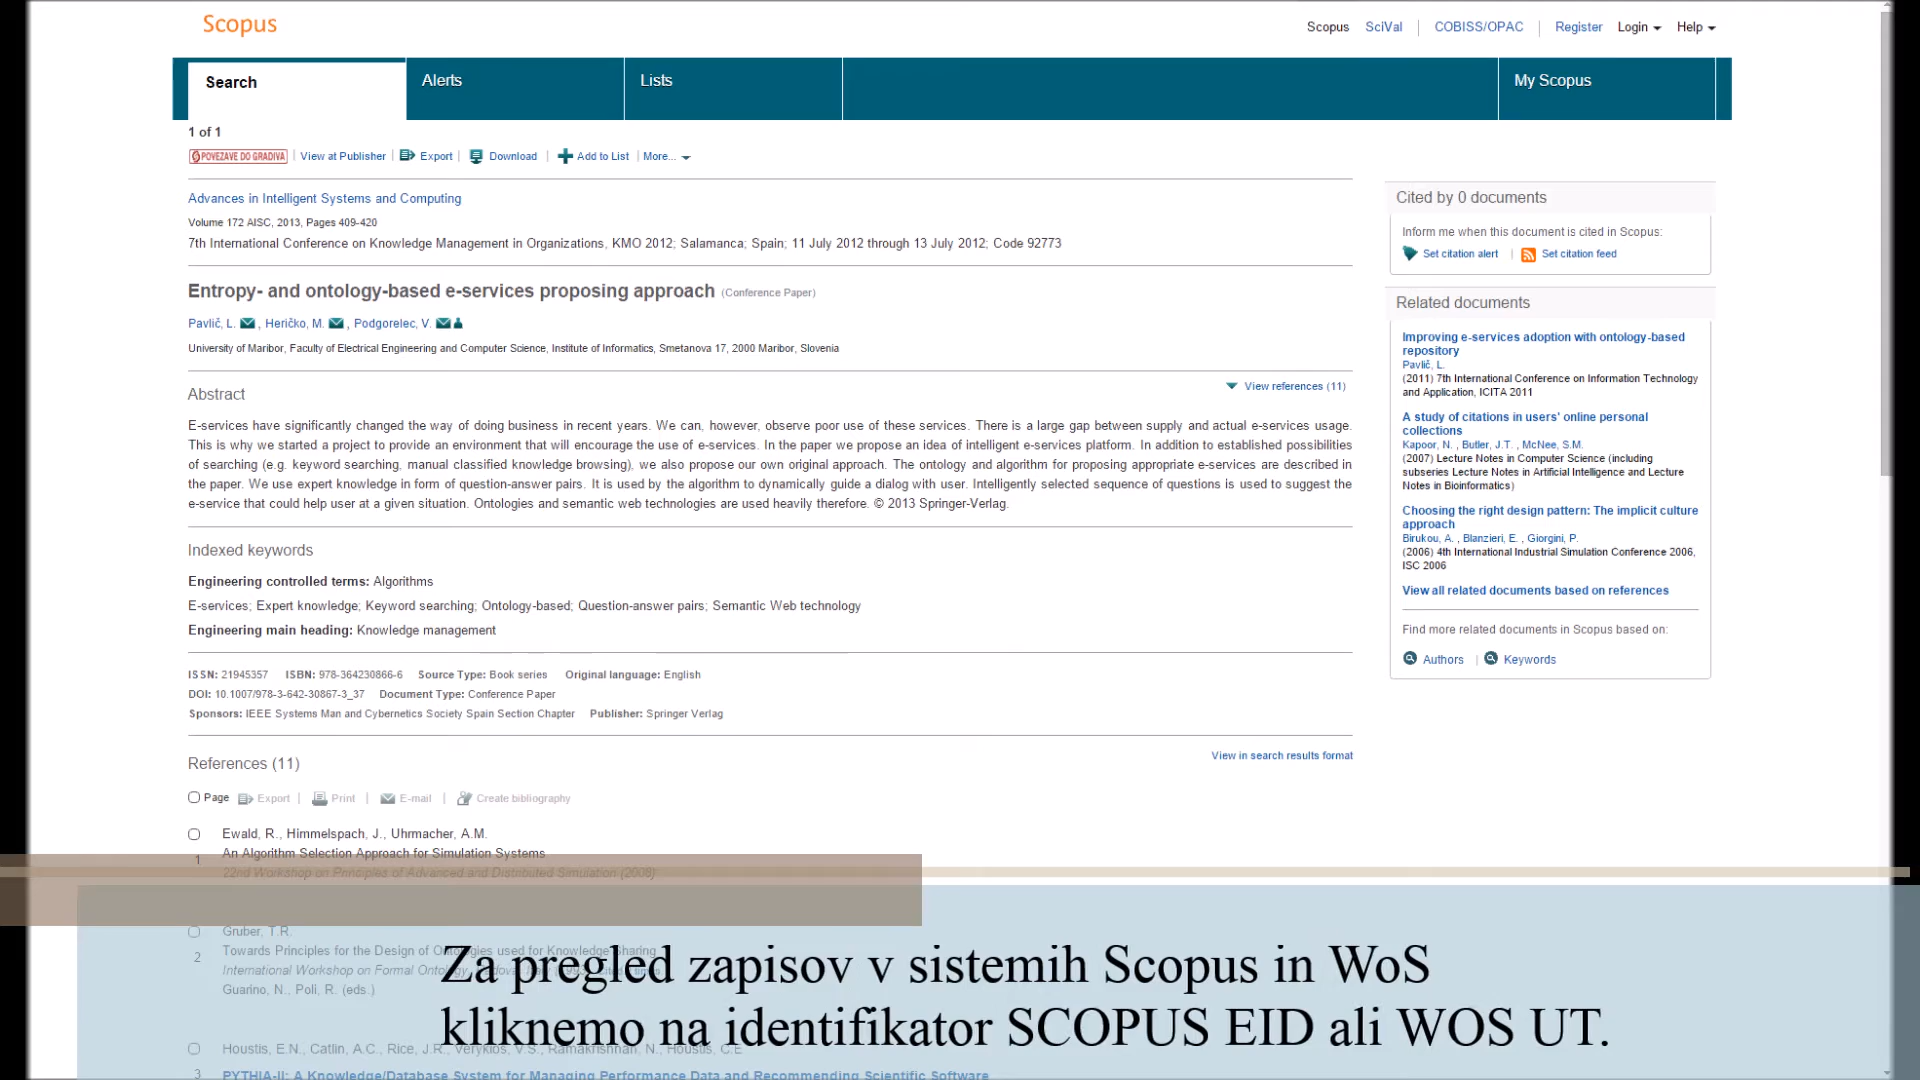 Scopus
Scopus SciVal COBISS/OPAC Register Login Help
Search Alerts Lists My Scopus
1 of 1
POVEZAVE DO GRADIVA View at Publisher Export Download Add to List More...
Advances in Intelligent Systems and Computing
Volume 172 AISC, 2013, Pages 409-420
7th International Conference on Knowledge Management in Organizations, KMO 2012; Salamanca; Spain; 11 July 2012 through 13 July 2012; Code 92773
Entropy- and ontology-based e-services proposing approach (Conference Paper)
Pavlič, L. , Heričko, M. , Podgorelec, V.
University of Maribor, Faculty of Electrical Engineering and Computer Science, Institute of Informatics, Smetanova 17, 2000 Maribor, Slovenia
Abstract
View references (11)
E-services have significantly changed the way of doing business in recent years. We can, however, observe poor use of these services. There is a large gap between supply and actual e-services usage.
This is why we started a project to provide an environment that will encourage the use of e-services. In the paper we propose an idea of intelligent e-services platform. In addition to established possibilities
of searching (e.g. keyword searching, manual classified knowledge browsing), we also propose our own original approach. The ontology and algorithm for proposing appropriate e-services are described in
the paper. We use expert knowledge in form of question-answer pairs. It is used by the algorithm to dynamically guide a dialog with user. Intelligently selected sequence of questions is used to suggest the
e-service that could help user at a given situation. Ontologies and semantic web technologies are used heavily therefore. © 2013 Springer-Verlag.
Indexed keywords
Engineering controlled terms: Algorithms
E-services; Expert knowledge; Keyword searching; Ontology-based; Question-answer pairs; Semantic Web technology
Engineering main heading: Knowledge management
ISSN: 21945357 ISBN: 978-364230866-6 Source Type: Book series Original language: English
DOI: 10.1007/978-3-642-30867-3_37 Document Type: Conference Paper
Sponsors: IEEE Systems Man and Cybernetics Society Spain Section Chapter Publisher: Springer Verlag
View in search results format
References (11)
Page Export Print E-mail Create bibliography
Ewald, R., Himmelspach, J., Uhrmacher, A.M.
An Algorithm Selection Approach for Simulation Systems
1
22nd Workshop on Principles of Advanced and Distributed Simulation (2008)
Gruber, T.R.
Towards Principles for the Design of Ontologies used for Knowledge Sharing
2
International Workshop on Formal Ontology, Padova, Italy (1993)
Guarino, N., Poli, R. (eds.)
Houstis, E.N., Catlin, A.C., Rice, J.R., Verykios, V.S., Ramakrishnan, N., Houstis, C.E.
3 PYTHIA-II: A Knowledge/Database System for Managing Performance Data and Recommending Scientific Software
Cited by 0 documents
Inform me when this document is cited in Scopus:
Set citation alert Set citation feed
Related documents
Improving e-services adoption with ontology-based
repository
Pavlič, L.
(2011) 7th International Conference on Information Technology
and Application, ICITA 2011
A study of citations in users' online personal
collections
Kapoor, N. , Butler, J.T. , McNee, S.M.
(2007) Lecture Notes in Computer Science (including
subseries Lecture Notes in Artificial Intelligence and Lecture
Notes in Bioinformatics)
Choosing the right design pattern: The implicit culture
approach
Birukou, A. , Blanzieri, E. , Giorgini, P.
(2006) 4th International Industrial Simulation Conference 2006,
ISC 2006
View all related documents based on references
Find more related documents in Scopus based on:
Authors Keywords
Za pregled zapisov v sistemih Scopus in WoS
kliknemo na identifikator SCOPUS EID ali WOS UT.